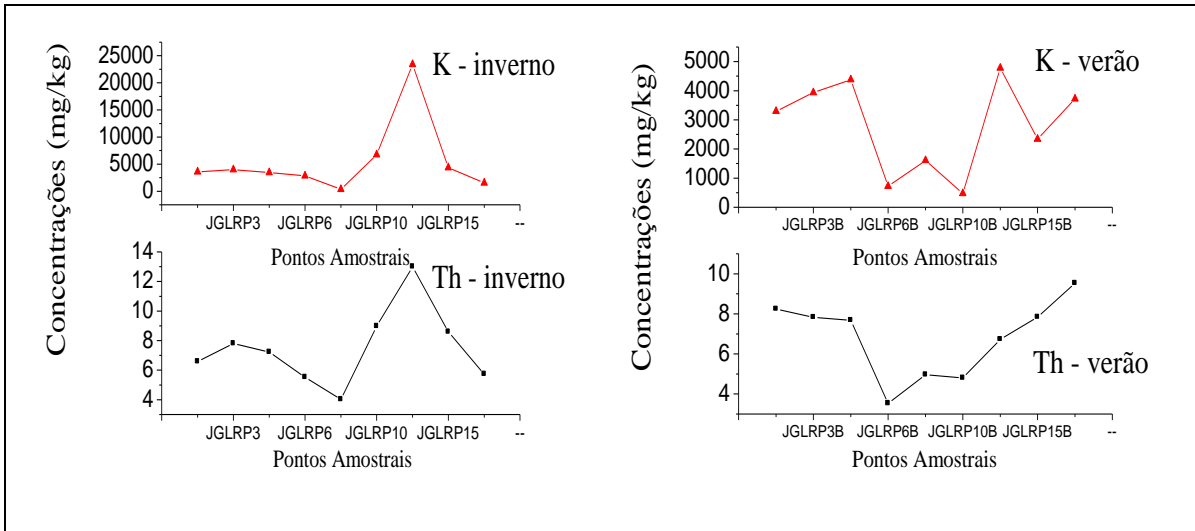 Concentrações (mg/kg)
K - inverno
25000
20000
15000
10000
5000
0
JGLRP3 JGLRP6 JGLRP10 JGLRP15 --
Pontos Amostrais
Th - inverno
14
12
10
8
6
4
JGLRP3 JGLRP6 JGLRP10 JGLRP15 --
Pontos Amostrais
Concentrações (mg/kg)
K - verão
5000
4000
3000
2000
1000
0
JGLRP3B JGLRP6B JGLRP10B JGLRP15B --
Pontos Amostrais
Th - verão
10
8
6
4
JGLRP3B JGLRP6B JGLRP10B JGLRP15B --
Pontos Amostrais